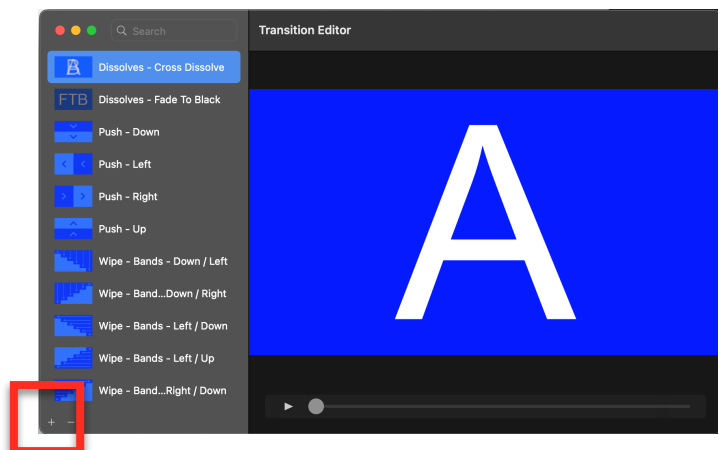 Search
Transition Editor
Dissolves - Cross Dissolve
FTB Dissolves - Fade To Black
Push - Down
Push - Left
Push - Right
Push - Up
Wipe - Bands - Down / Left
Wipe - Band...Down / Right
Wipe - Bands - Left / Down
Wipe - Bands - Left / Up
Wipe - Band...Right / Down
A
+ −